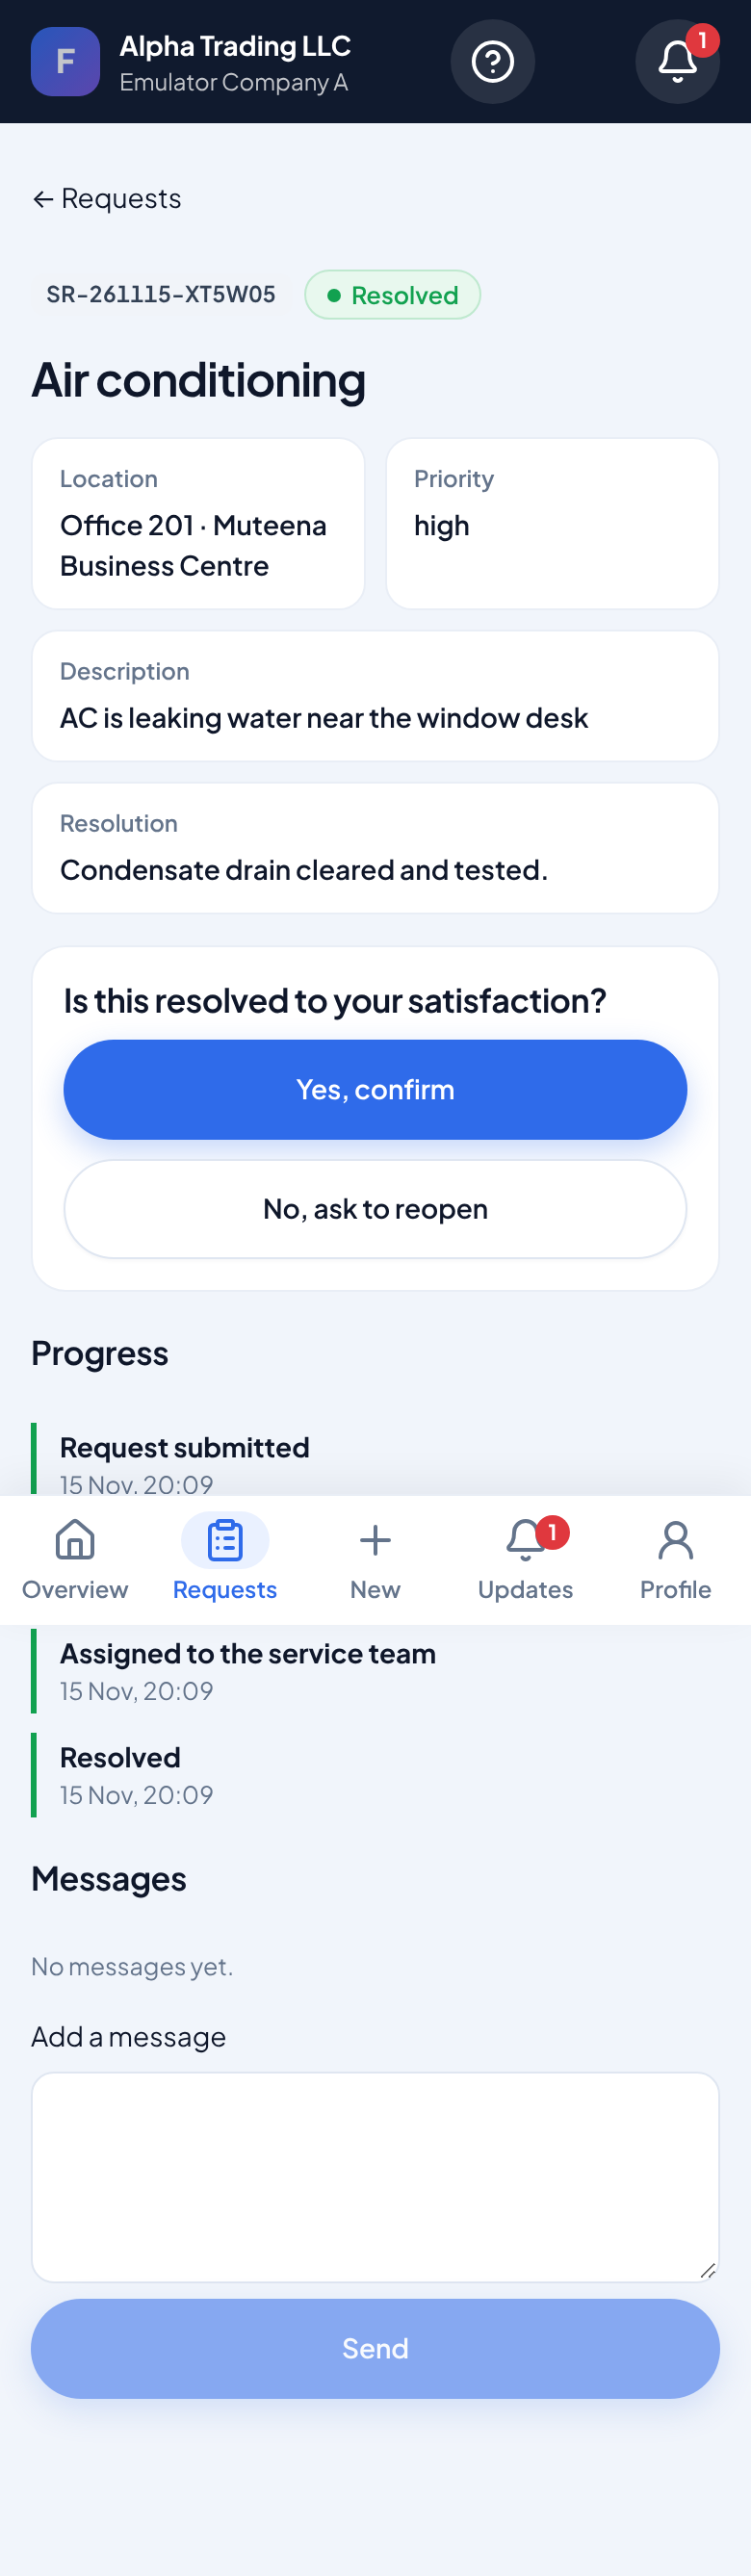 F
Alpha Trading LLC
Emulator Company A
1
← Requests
SR-261115-XT5W05
Resolved
Air conditioning
Location
Office 201 · Muteena
Business Centre
Priority
high
Description
AC is leaking water near the window desk
Resolution
Condensate drain cleared and tested.
Is this resolved to your satisfaction?
Yes, confirm
No, ask to reopen
Progress
Request submitted
15 Nov, 20:09
1
Overview
Requests
New
Updates
Profile
Assigned to the service team
15 Nov, 20:09
Resolved
15 Nov, 20:09
Messages
No messages yet.
Add a message
Send